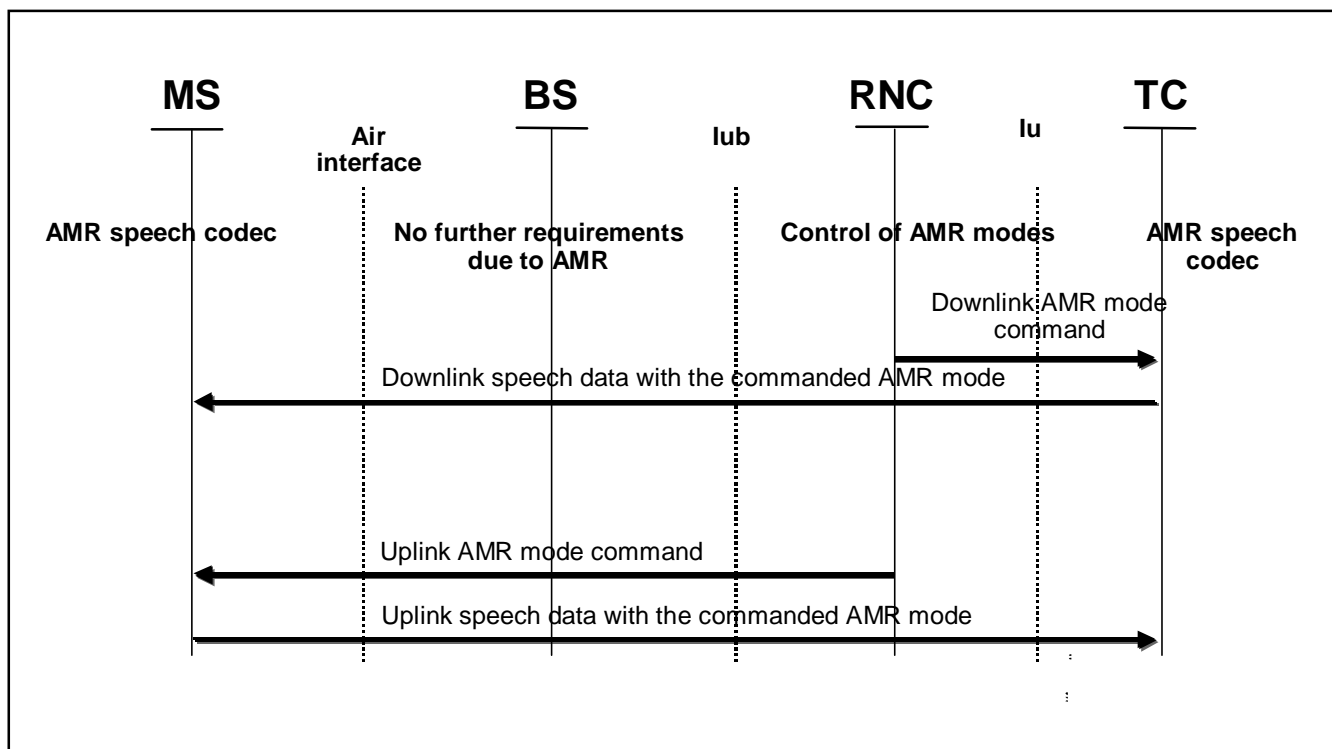 MS
BS
RNC
TC
Air
interface
Iub
Iu
AMR speech codec
No further requirements
due to AMR
Control of AMR modes
AMR speech
codec
Downlink AMR mode
command
Downlink speech data with the commanded AMR mode
Uplink AMR mode command
Uplink speech data with the commanded AMR mode